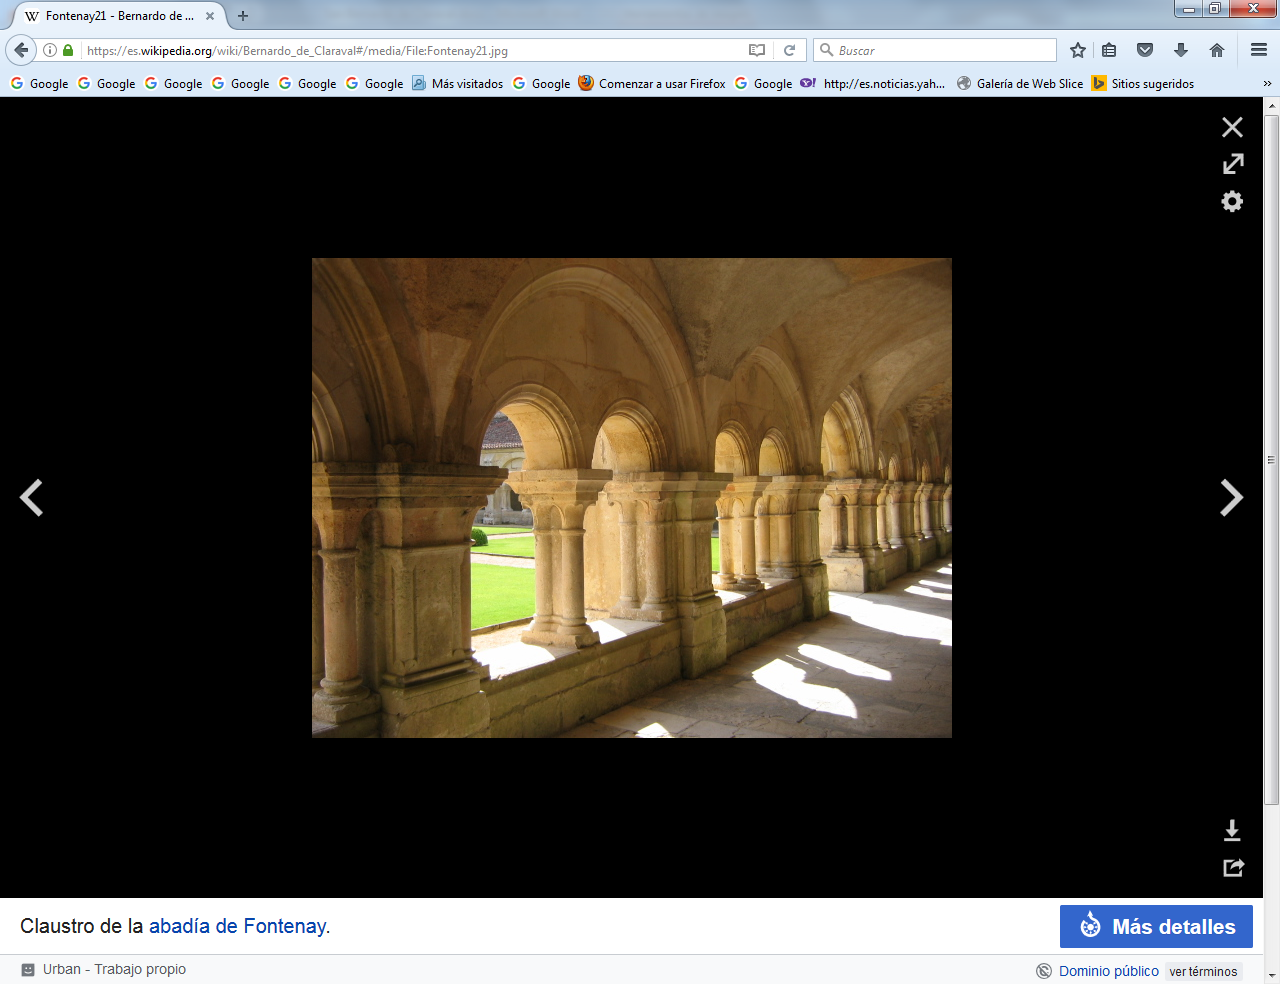 Fontenay21 - Bernardo de ...
https://es.wikipedia.org/wiki/Bernardo_de_Claraval#/media/File:Fontenay21.jpg
Buscar
Google Google Google Google Google Google Más visitados Google Comenzar a usar Firefox Google http://es.noticias.yah... Galería de Web Slice Sitios sugeridos »
Claustro de la abadía de Fontenay.
Más detalles
Urban - Trabajo propio
Dominio público ver términos